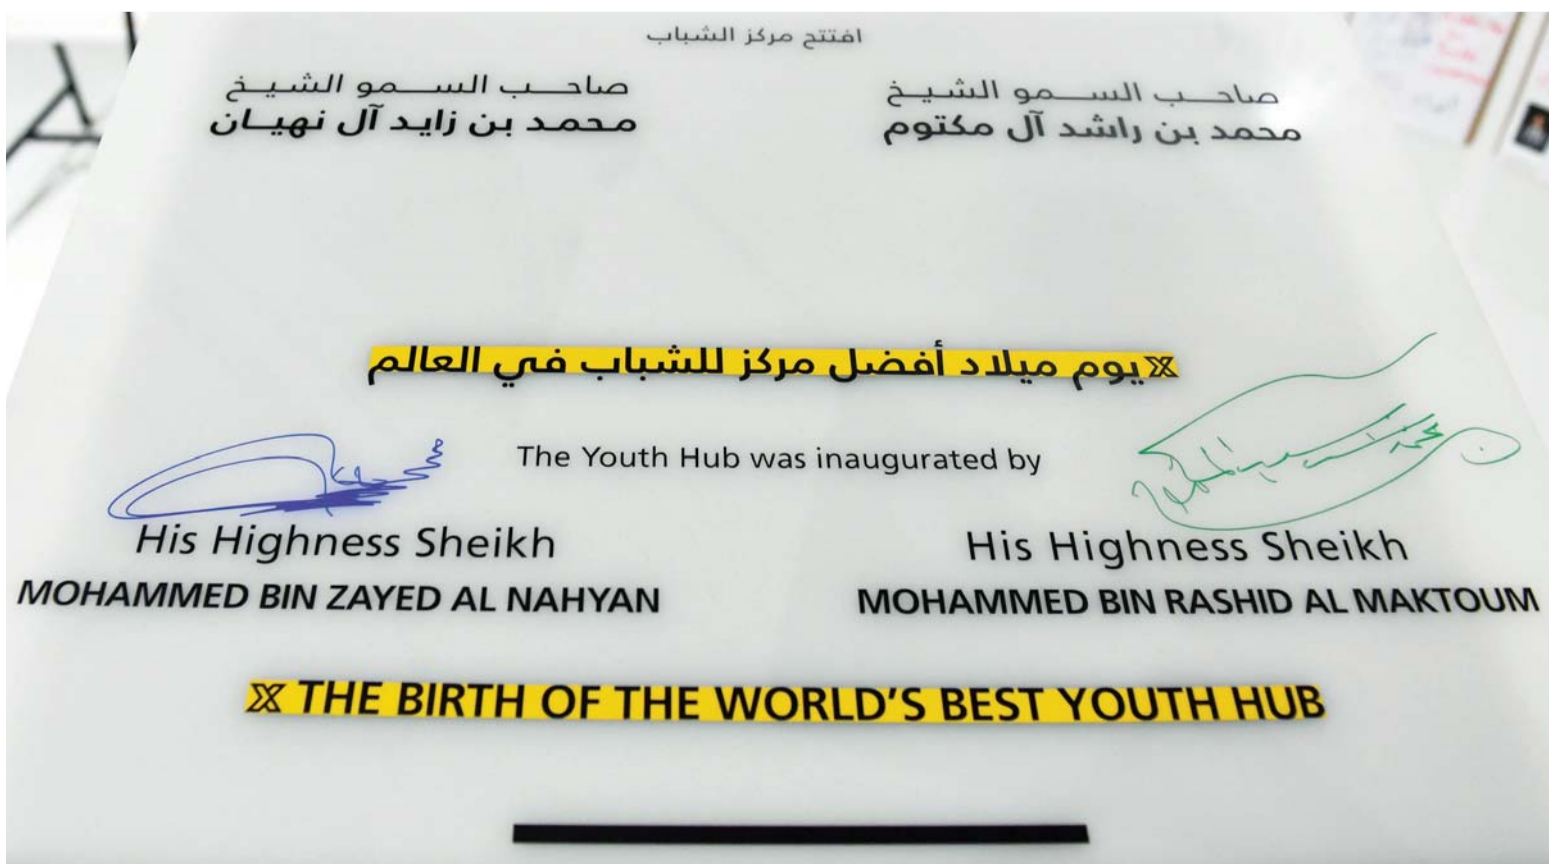 افتتح مركز الشباب
صاحب السمو الشيخ
محمد بن راشد آل مكتوم
صاحب السمو الشيخ
محمد بن زايد آل نهيان
يوم ميلاد أفضل مركز للشباب في العالم
The Youth Hub was inaugurated by
His Highness Sheikh
MOHAMMED BIN ZAYED AL NAHYAN
His Highness Sheikh
MOHAMMED BIN RASHID AL MAKTOUM
X THE BIRTH OF THE WORLD'S BEST YOUTH HUB